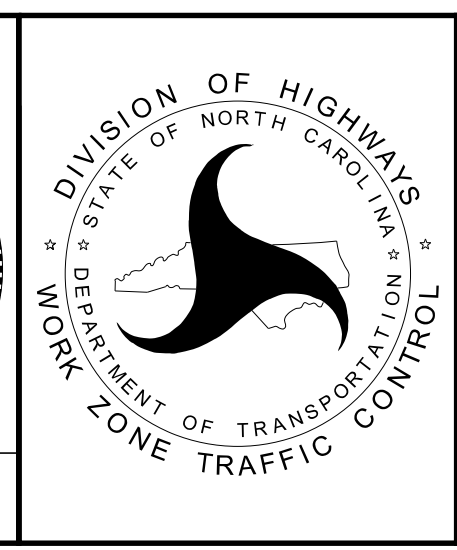 DIVISION OF HIGHWAYS
STATE OF NORTH CAROLINA
DEPARTMENT OF TRANSPORTATION
WORK ZONE TRAFFIC CONTROL